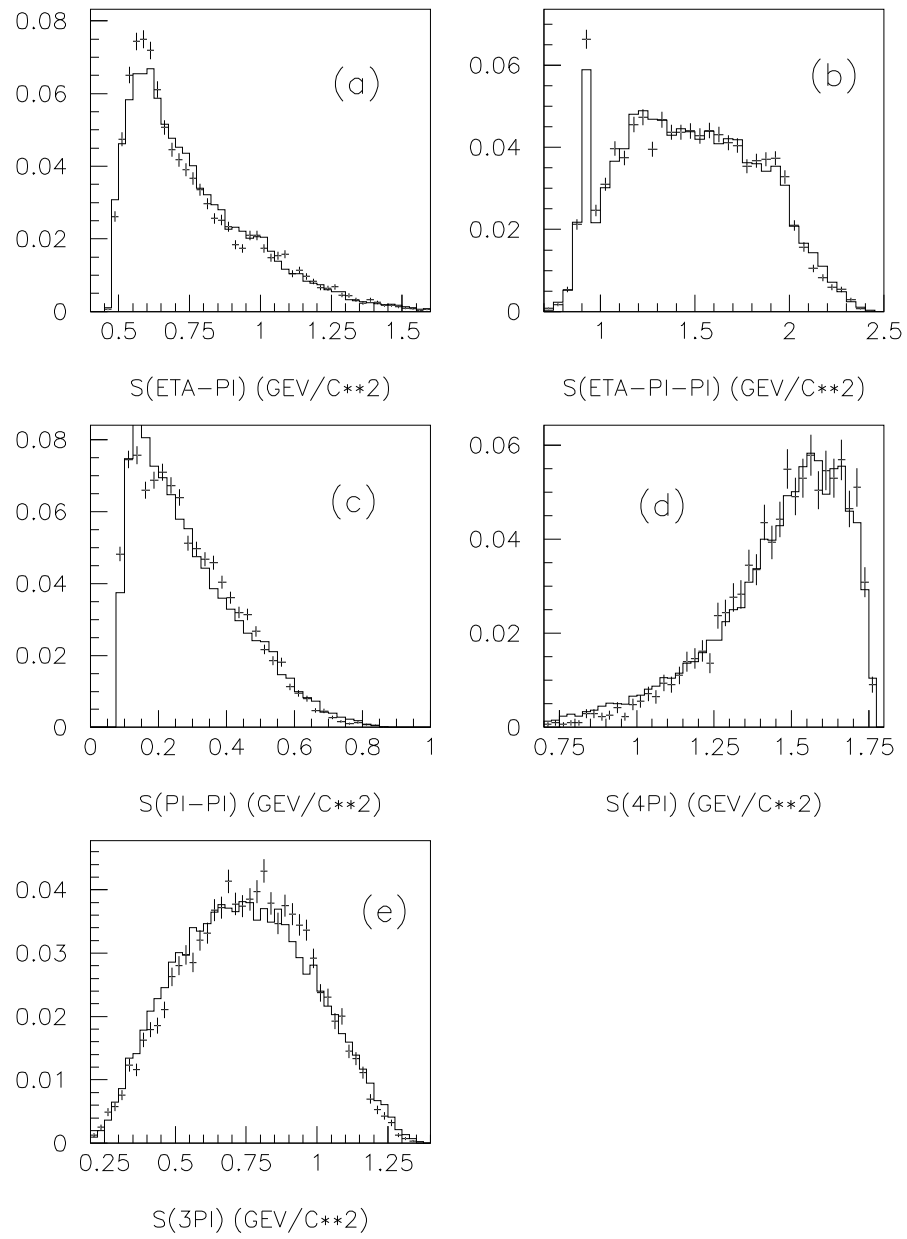 0.08
0.06
0.04
0.02
0
(a)
0.5 0.75 1 1.25 1.5
S(ETA-PI) (GEV/C**2)
0.06
0.04
0.02
0
(b)
1 1.5 2 2.5
S(ETA-PI-PI) (GEV/C**2)
0.08
0.06
0.04
0.02
0
(c)
0 0.2 0.4 0.6 0.8 1
S(PI-PI) (GEV/C**2)
0.06
0.04
0.02
0
(d)
0.75 1 1.25 1.5 1.75
S(4PI) (GEV/C**2)
0.04
0.03
0.02
0.01
0
(e)
0.25 0.5 0.75 1 1.25
S(3PI) (GEV/C**2)